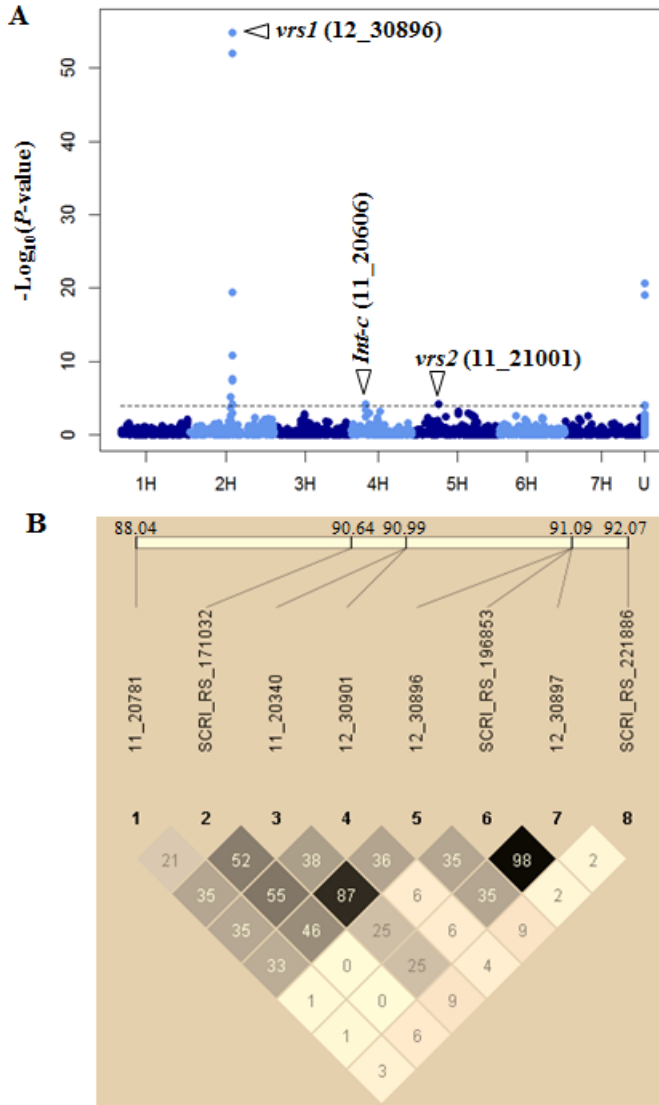 A
vrs1 (12_30896)
Int-c (11_20606)
vrs2 (11_21001)
-Log10(P-value)
50
40
30
20
10
0
1H 2H 3H 4H 5H 6H 7H U
B
88.04 90.64 90.99 91.09 92.07
11_20781
SCRI_RS_171032
11_20340
12_30901
12_30896
SCRI_RS_196853
12_30897
SCRI_RS_221886
1 2 3 4 5 6 7 8
21 52 38 36 35 98 2
35 55 87 6 35 2
35 46 25 6 9
33 0 25 4
1 0 9
1 6
3